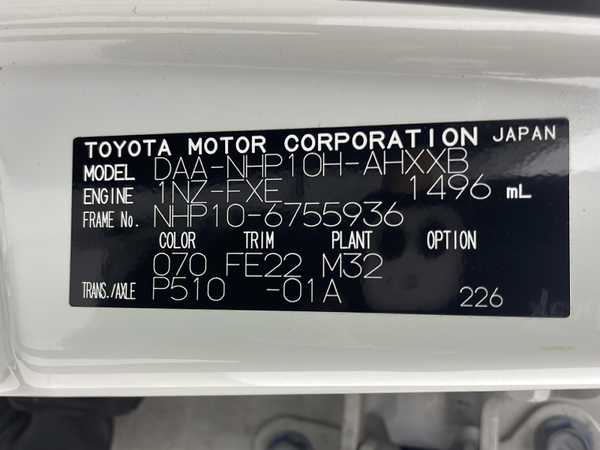 TOYOTA MOTOR CORPORATION JAPAN
MODEL DAA-NHP10H-AHXXB
ENGINE 1NZ-FXE 1496 mL
FRAME No. NHP10-6755936
COLOR TRIM PLANT OPTION
070 FE22 M32
TRANS./AXLE P510 -01A 226